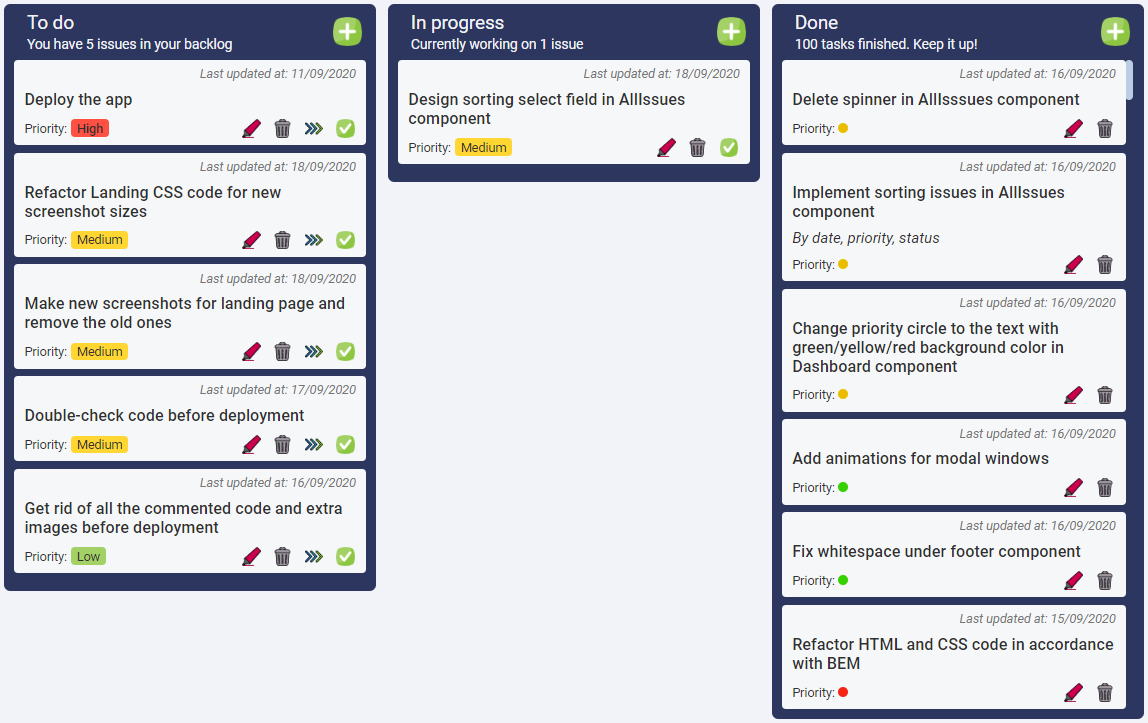 To do
You have 5 issues in your backlog
Last updated at: 11/09/2020
Deploy the app
Priority: High
Last updated at: 18/09/2020
Refactor Landing CSS code for new
screenshot sizes
Priority: Medium
Last updated at: 18/09/2020
Make new screenshots for landing page and
remove the old ones
Priority: Medium
Last updated at: 17/09/2020
Double-check code before deployment
Priority: Medium
Last updated at: 16/09/2020
Get rid of all the commented code and extra
images before deployment
Priority: Low
In progress
Currently working on 1 issue
Last updated at: 18/09/2020
Design sorting select field in AllIssues
component
Priority: Medium
Done
100 tasks finished. Keep it up!
Last updated at: 16/09/2020
Delete spinner in AllIsssues component
Priority:
Last updated at: 16/09/2020
Implement sorting issues in AllIssues
component
By date, priority, status
Priority:
Last updated at: 16/09/2020
Change priority circle to the text with
green/yellow/red background color in
Dashboard component
Priority:
Last updated at: 16/09/2020
Add animations for modal windows
Priority:
Last updated at: 16/09/2020
Fix whitespace under footer component
Priority:
Last updated at: 15/09/2020
Refactor HTML and CSS code in accordance
with BEM
Priority: